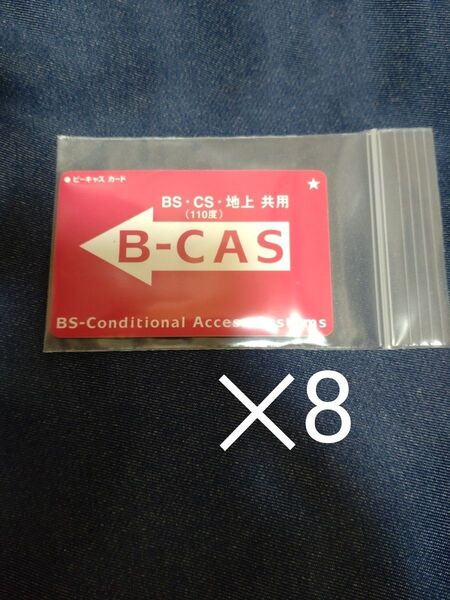 ビーキャス カード
BS・CS・地上 共用
(110度)
B-CAS
BS-Conditional Access Systems
×8